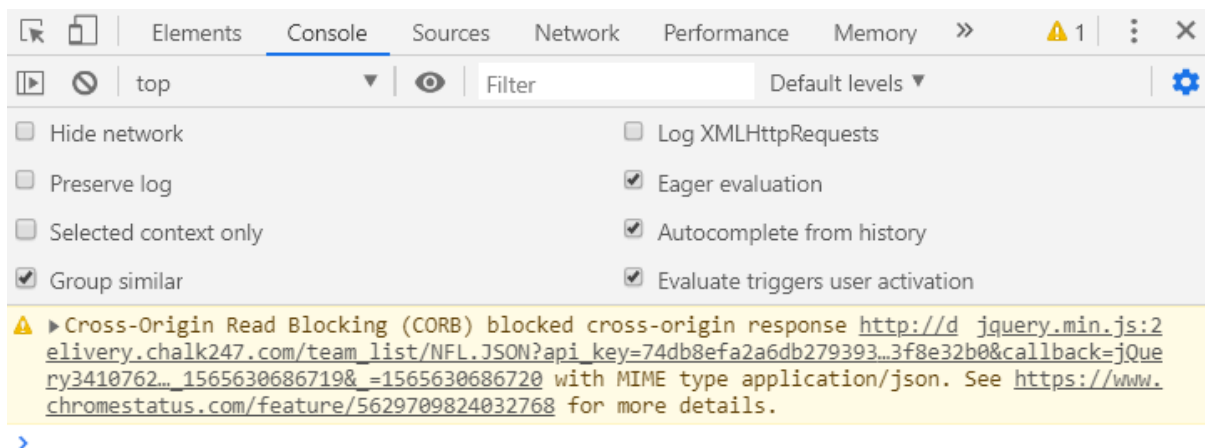 Elements Console Sources Network Performance Memory » 1
top Filter Default levels
Hide network Log XMLHttpRequests
Preserve log Eager evaluation
Selected context only Autocomplete from history
Group similar Evaluate triggers user activation
Cross-Origin Read Blocking (CORB) blocked cross-origin response http://d jquery.min.js:2
elivery.chalk247.com/team_list/NFL.JSON?api_key=74db8efa2a6db279393…3f8e32b0&callback=jQue
ry3410762…_1565630686719&_=1565630686720 with MIME type application/json. See https://www.
chromestatus.com/feature/5629709824032768 for more details.